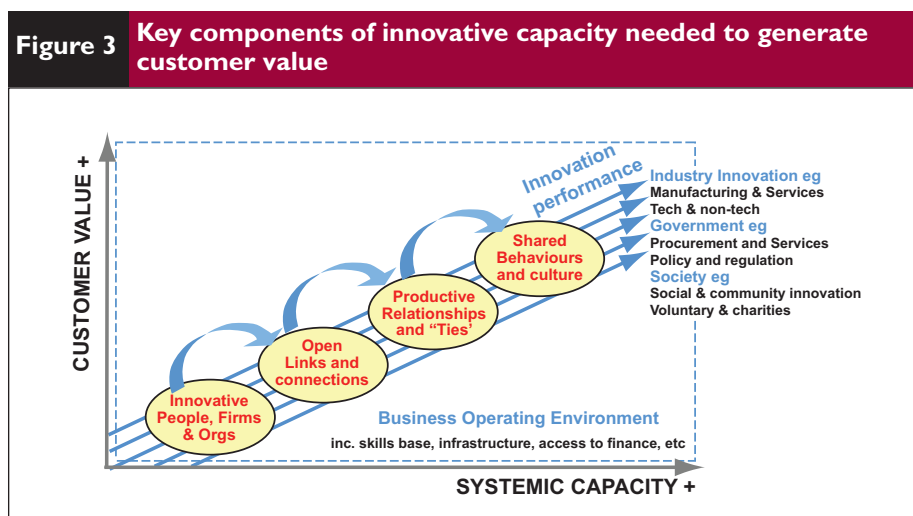 Figure 3
Key components of innovative capacity needed to generate
customer value
CUSTOMER VALUE +
Innovation
performance
Industry Innovation eg
Manufacturing & Services
Tech & non-tech
Government eg
Procurement and Services
Policy and regulation
Society eg
Social & community innovation
Voluntary & charities
Shared
Behaviours
and culture
Productive
Relationships
and “Ties’
Open
Links and
connections
Innovative
People, Firms
& Orgs
Business Operating Environment
inc. skills base, infrastructure, access to finance, etc
SYSTEMIC CAPACITY +